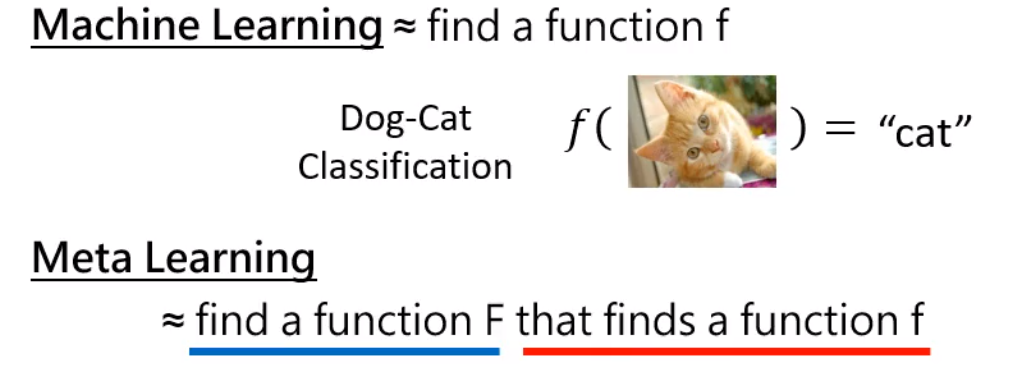 Machine Learning ≈ find a function f
Dog-Cat
Classification
f( ) = “cat”
Meta Learning
≈ find a function F that finds a function f